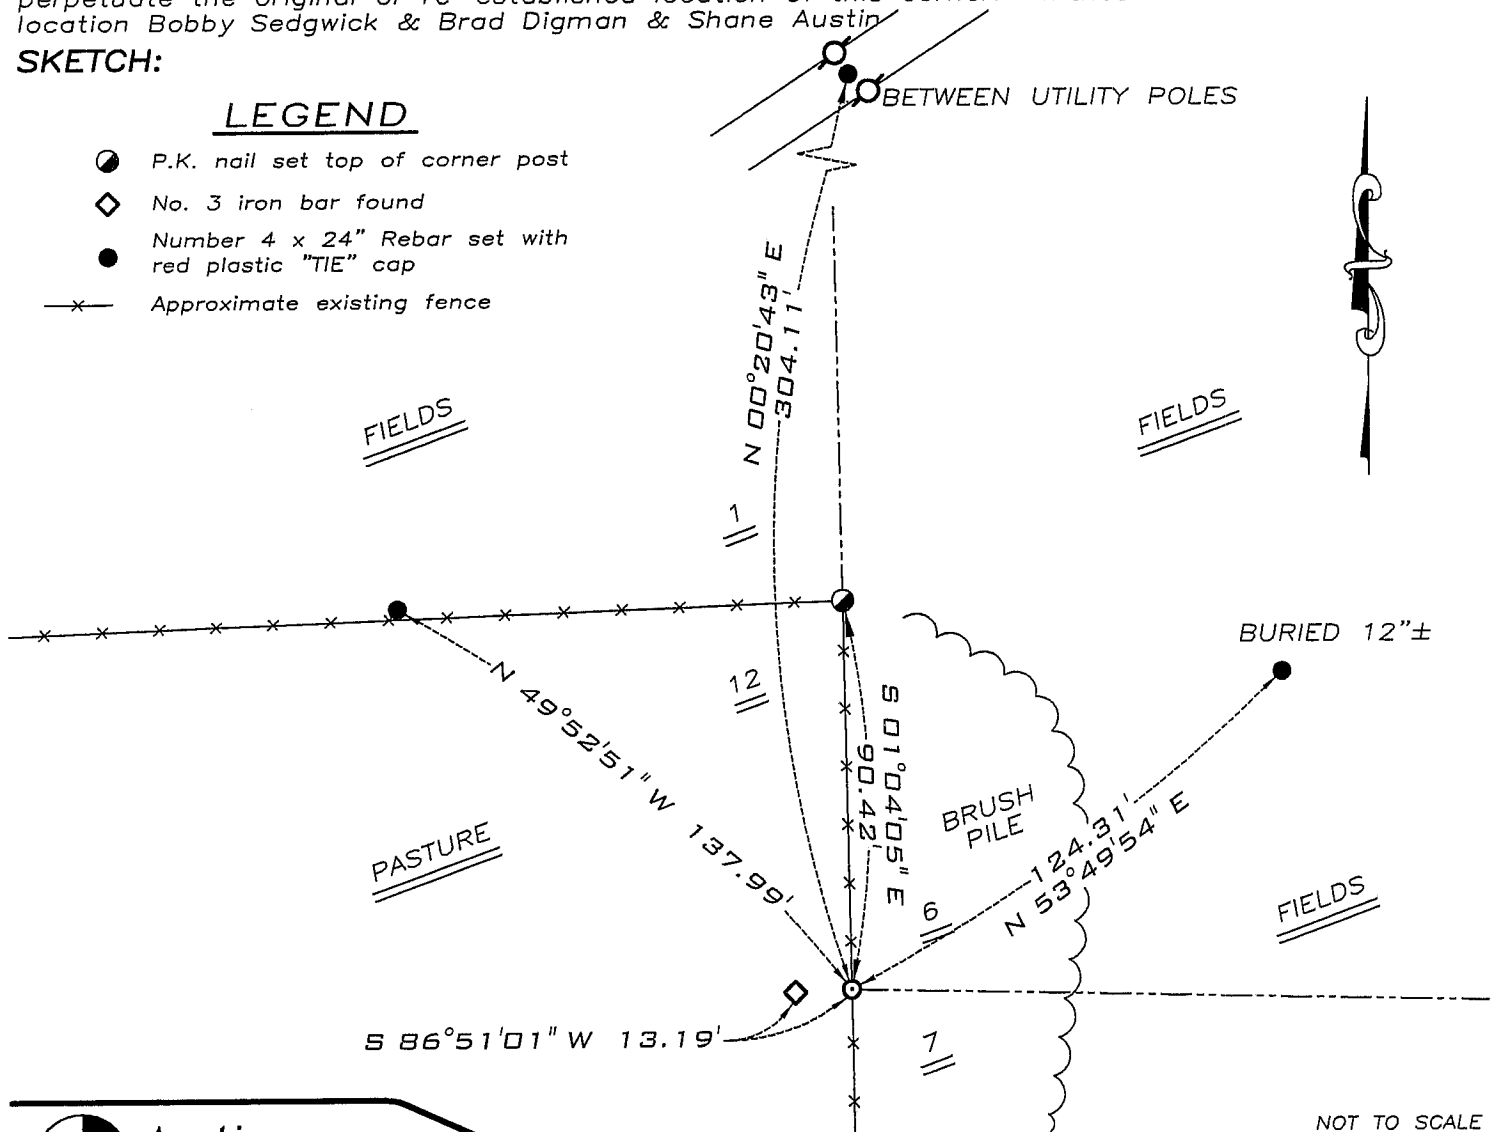 location Bobby Sedgwick & Brad Digman & Shane Austin
SKETCH:
LEGEND
P.K. nail set top of corner post
No. 3 iron bar found
Number 4 x 24" Rebar set with
red plastic "TIE" cap
Approximate existing fence
BETWEEN UTILITY POLES
N 00°20'43" E
304.11'
FIELDS
FIELDS
1
12
BURIED 12"±
N 49°52'51" W 137.99'
S 01°04'05" E
90.42'
BRUSH
PILE
124.31'
N 53°49'54" E
PASTURE
6
FIELDS
S 86°51'01" W 13.19'
7
NOT TO SCALE